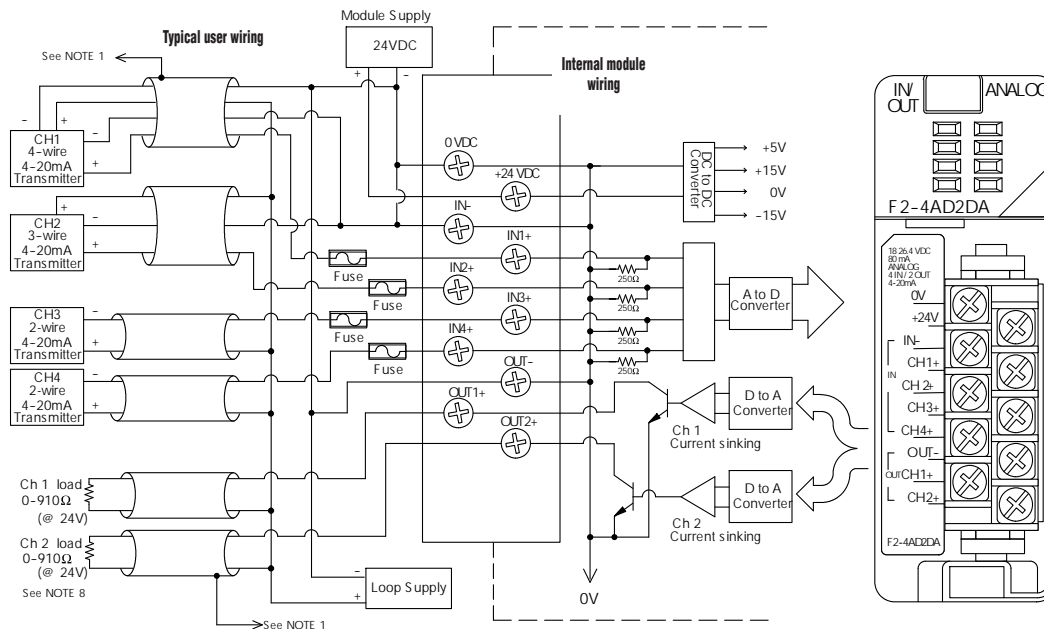 Module Supply
24VDC
+ -
Typical user wiring
See NOTE 1
Internal module
wiring
- +
CH1
4-wire
4-20mA
Transmitter
-
+
CH2
3-wire
4-20mA
Transmitter
+
-
+
CH3
2-wire
4-20mA
Transmitter
-
+
CH4
2-wire
4-20mA
Transmitter
-
+
Ch 1 load
0-910Ω
(@ 24V)
Ch 2 load
0-910Ω
(@ 24V)
See NOTE 8
See NOTE 1
Fuse
Fuse
Fuse
Fuse
-
+
Loop Supply
0 VDC
+24 VDC
IN-
IN1+
IN2+
IN3+
IN4+
OUT-
OUT1+
OUT2+
250Ω
250Ω
250Ω
250Ω
DC to DC
Converter
+5V
+15V
0V
-15V
A to D
Converter
D to A
Converter
Ch 1
Current sinking
D to A
Converter
Ch 2
Current sinking
0V
IN/
OUT
ANALOG
F2-4AD2DA
18 26.4 VDC
80 mA
ANALOG
4 IN / 2 OUT
4-20mA
0V
+24V
IN-
IN
CH1+
CH2+
CH3+
CH4+
OUT-
OUT
CH1+
CH2+
F2-4AD2DA